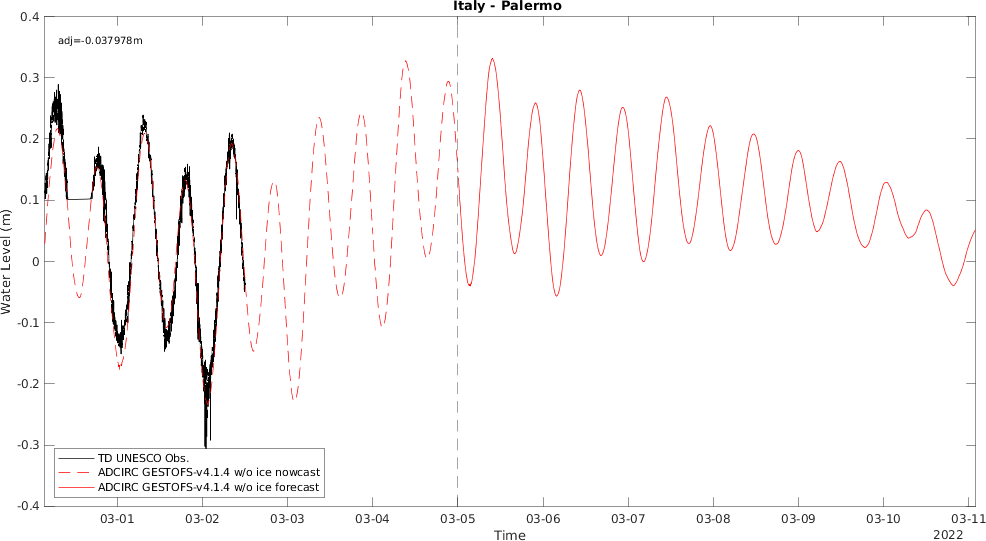 Italy - Palermo
adj=-0.037978m
0.4
0.3
0.2
0.1
0
-0.1
-0.2
-0.3
-0.4
Water Level (m)
TD UNESCO Obs.
ADCIRC GESTOFS-v4.1.4 w/o ice nowcast
ADCIRC GESTOFS-v4.1.4 w/o ice forecast
03-01 03-02 03-03 03-04 03-05 03-06 03-07 03-08 03-09 03-10 03-11
Time
2022